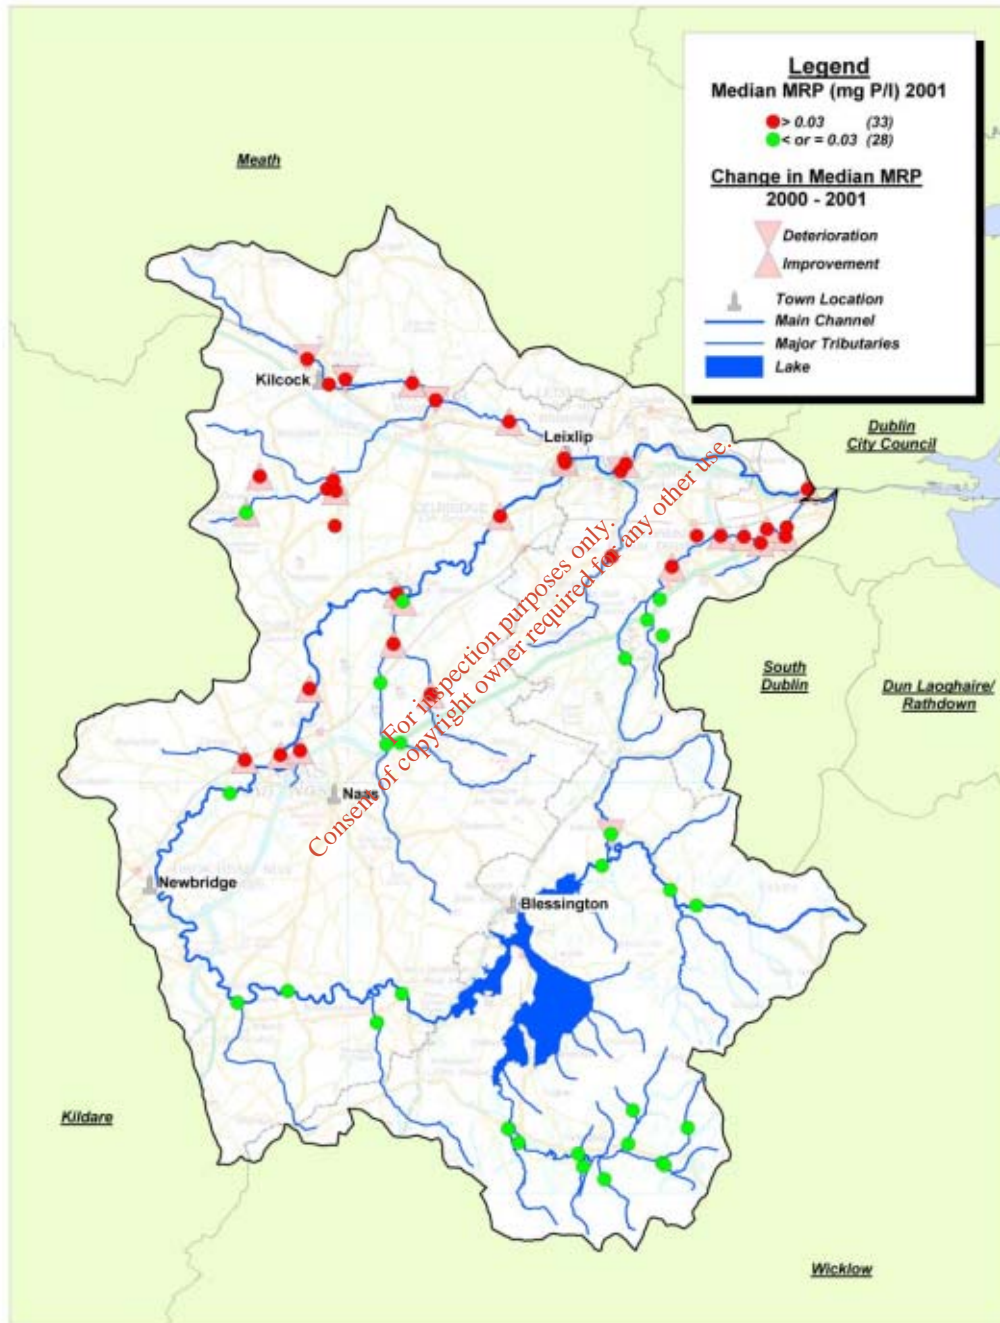 Legend
Median MRP (mg P/l) 2001
> 0.03 (33)
< or = 0.03 (28)
Change in Median MRP
2000 - 2001
Deterioration
Improvement
Town Location
Main Channel
Major Tributaries
Lake
Meath
Kilcock
Leixlip
Dublin
City Council
South
Dublin
Dun Laoghaire/
Rathdown
Naas
Newbridge
Blessington
Kildare
Wicklow
For inspection purposes only.
Consent of copyright owner required for any other use.